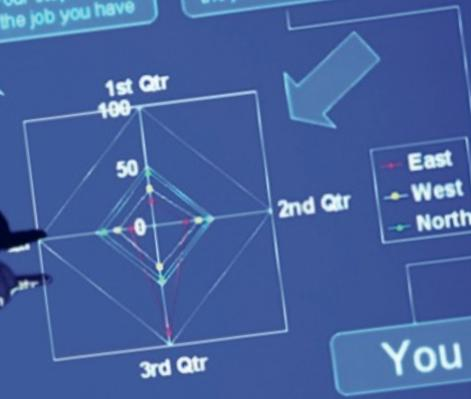 the job you have
1st Qtr
100
50
0
2nd Qtr
3rd Qtr
East
West
North
You